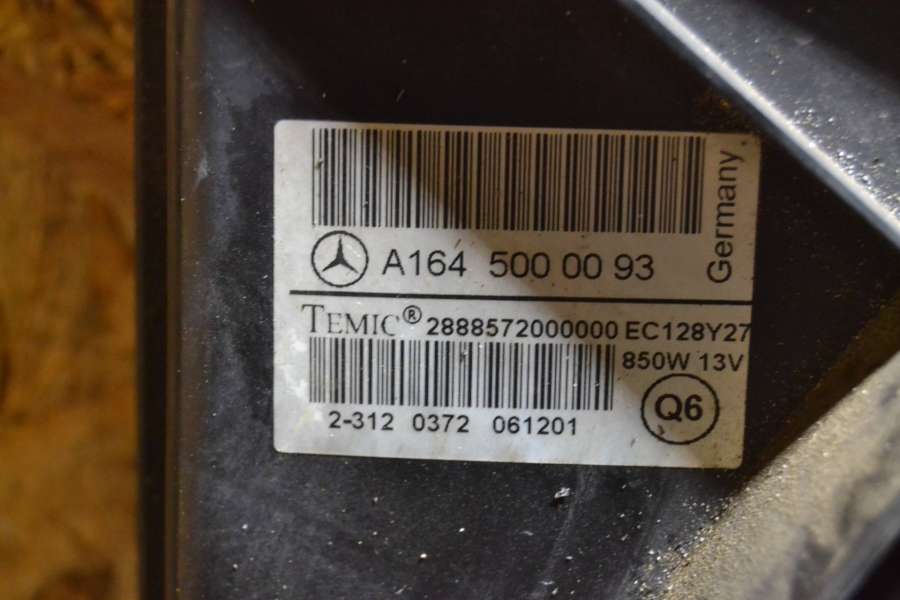 Germany
A164 500 00 93
TEMIC® 2888572000000 EC128Y27
850W 13V
Q6
2-312 0372 061201